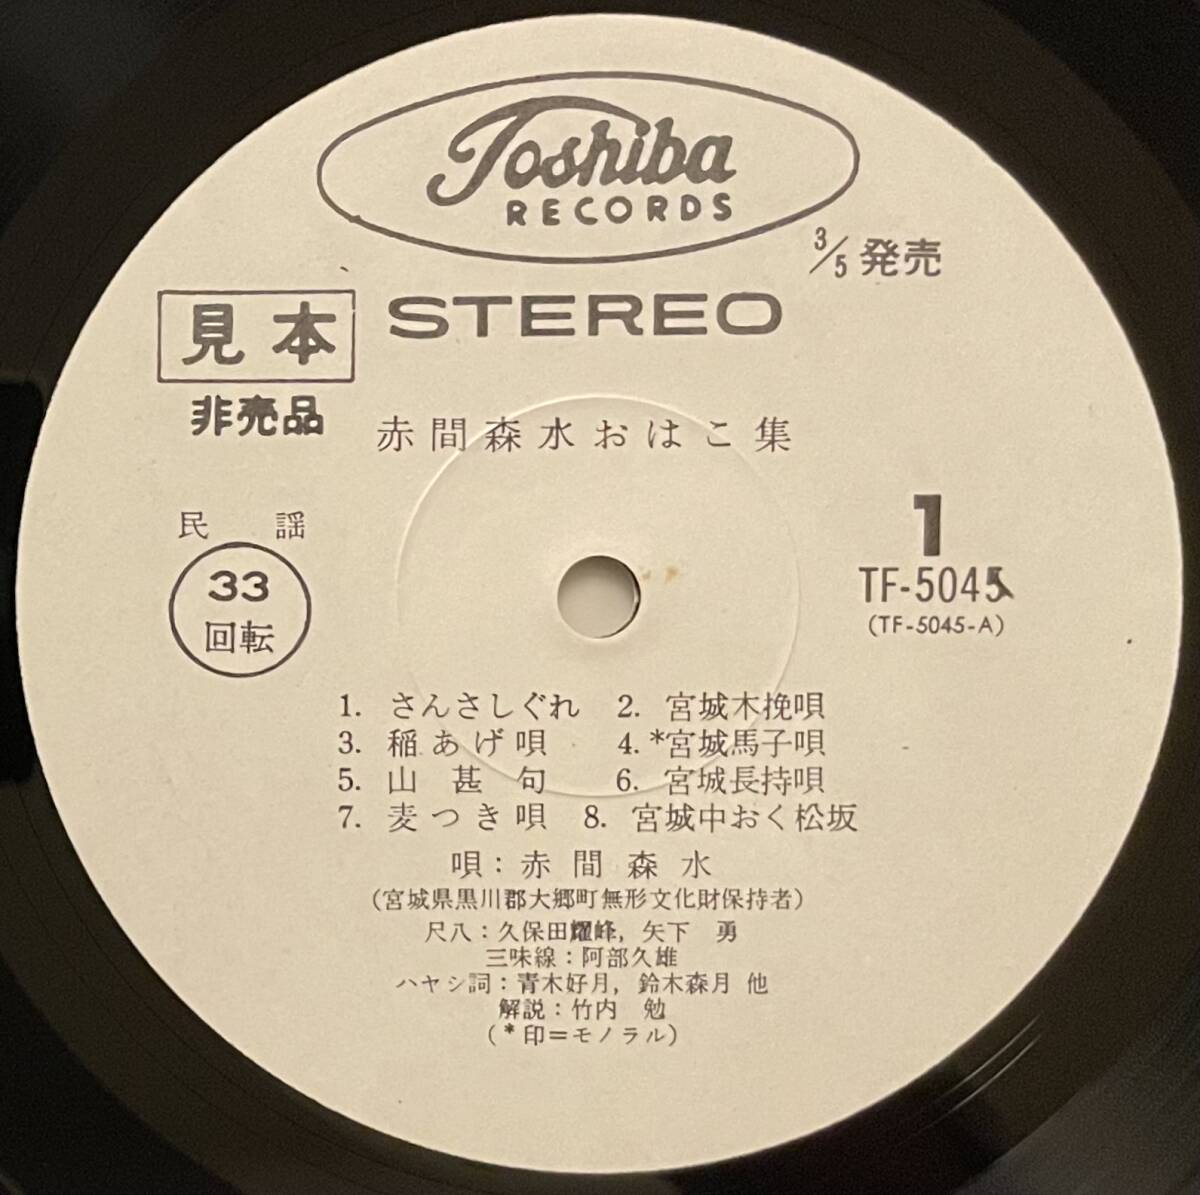 Toshiba
RECORDS
3/5 発売
見本
STEREO
非売品
赤間森水おはこ集
民謡
33
回転
1
TF-5045
(TF-5045-A)
1. さんさしぐれ 2. 宮城木挽唄
3. 稲あげ唄 4.*宮城馬子唄
5. 山甚句 6. 宮城長持唄
7. 麦つき唄 8. 宮城中おく松坂
唄：赤間森水
(宮城県黒川郡大郷町無形文化財保持者)
尺八：久保田耀峰，矢下 勇
三味線：阿部久雄
ハヤシ詞：青木好月，鈴木森月 他
解説：竹内 勉
(*印＝モノラル)